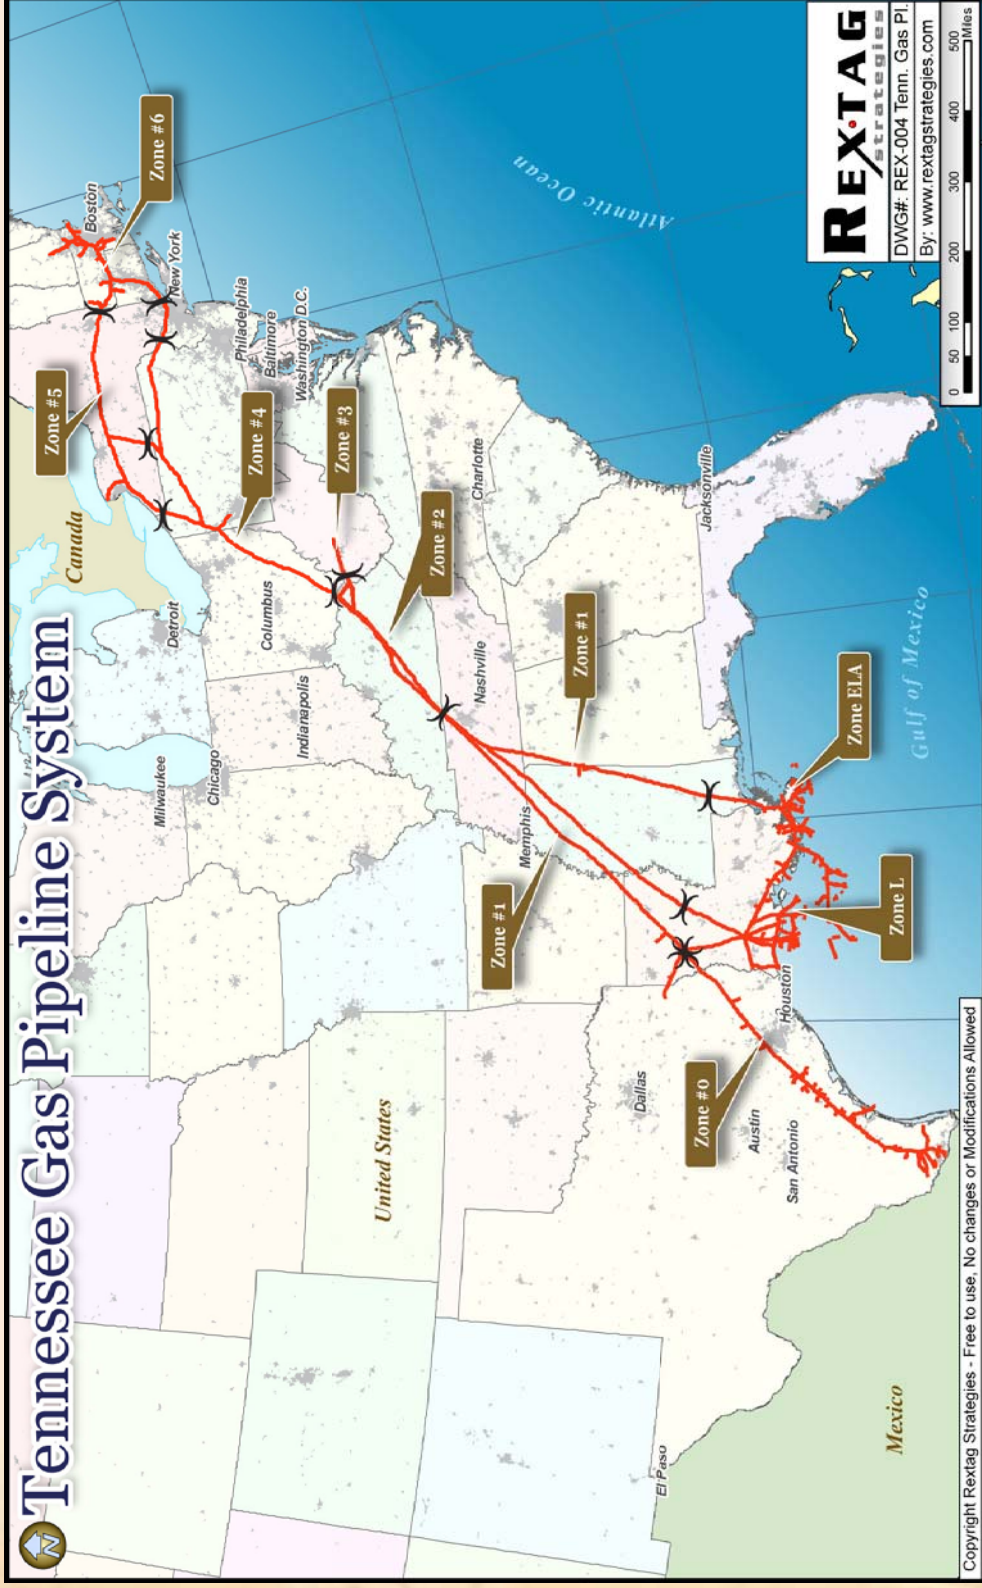 N
Tennessee Gas Pipeline System
Canada
Zone #5
Zone #6
Boston
New York
Milwaukee
Detroit
Chicago
Columbus
Zone #4
Philadelphia
Baltimore
Washington D.C.
Indianapolis
Zone #3
United States
Zone #2
Nashville
Charlotte
Atlantic Ocean
Memphis
Zone #1
Zone #1
Dallas
Jacksonville
El Paso
Zone #0
Austin
San Antonio
Houston
Zone ELA
Zone L
Gulf of Mexico
Mexico
REXTAG
strategies
DWG#: REX-004 Tenn. Gas Pl.
By: www.rextagstrategies.com
0 50 100 200 300 400 500
Miles
Copyright Rextag Strategies - Free to use, No changes or Modifications Allowed